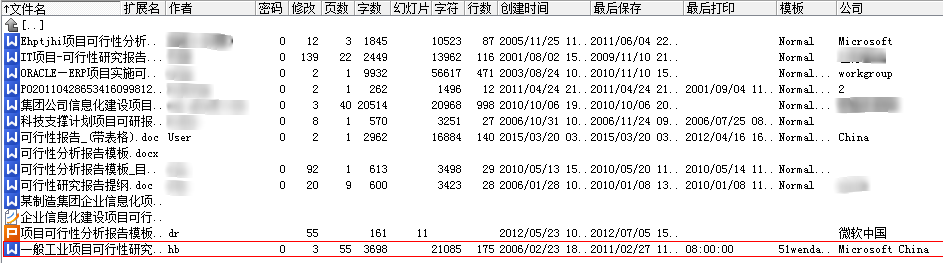 ↑文件名 扩展名 作者 密码 修改 页数 字数 幻灯片 字符 行数 创建时间 最后保存 最后打印 模板 公司
[..]
Ehptjhi项目可行性分析... 0 12 3 1845 10523 87 2005/11/25 11... 2011/06/04 22... Normal Microsoft
IT项目-可行性研究报告... 0 139 22 2449 13962 116 2001/08/02 15... 2009/11/10 15... Normal
ORACLE-ERP项目实施可... 0 2 1 9932 56617 471 2003/08/24 10... 2010/11/10 21... Normal... workgroup
P020110428653416099812... 0 2 1 262 1496 12 2011/04/24 21... 2011/04/24 21... 2001/09/04 11... Normal... 2
集团公司信息化建设项目... 0 3 40 20514 20968 998 2010/10/06 19... 2010/10/06 20... Normal...
科技支撑计划项目可研报... 0 8 1 570 3251 27 2006/10/31 10... 2006/11/24 09... 2006/07/25 08... Normal...
可行性报告_(带表格).doc User 0 2 1 2962 16884 140 2015/03/20 03... 2015/03/20 03... 2012/04/16 16... Normal China
可行性分析报告模板.docx
可行性分析报告模板_目... 0 92 1 613 3498 29 2010/05/13 15... 2010/05/20 11... 2010/05/14 11... Normal...
可行性研究报告提纲.doc 0 20 9 600 3423 28 2006/01/28 10... 2010/01/08 13... 2010/01/08 11... Normal
某制造集团企业信息化项...
企业信息化建设项目可行...
项目可行性分析报告模板... dr 55 161 11 2012/05/23 10... 2012/07/05 15... 微软中国
一般工业项目可行性研究... hb 0 3 55 3698 21085 175 2006/02/23 18... 2011/02/27 11... 08:00:00 51wenda... Microsoft China